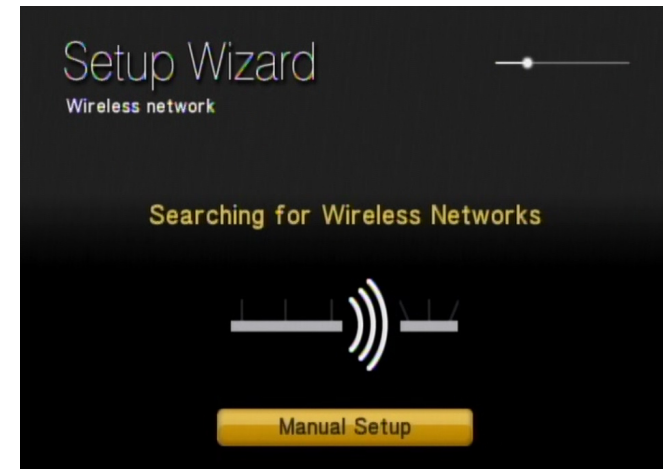 Setup Wizard
Wireless network
Searching for Wireless Networks
Manual Setup